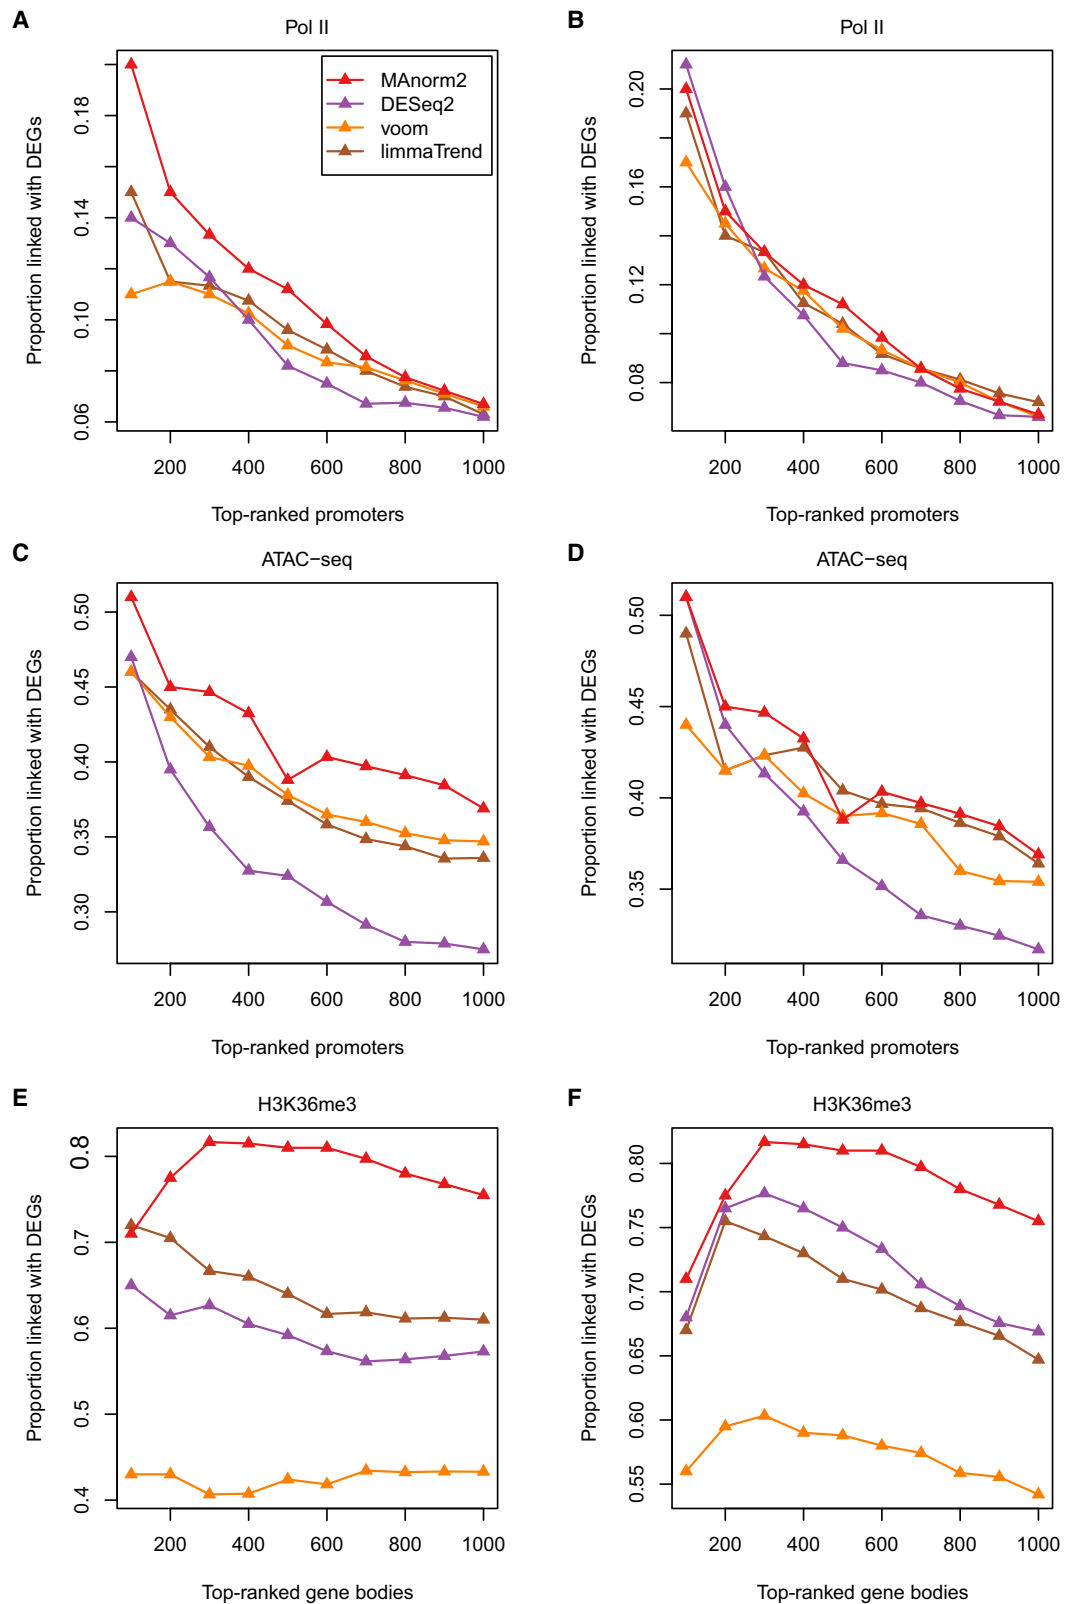 A
Pol II
Proportion linked with DEGs
0.06 0.10 0.14 0.18
MAnorm2
DESeq2
voom
limmaTrend
200 400 600 800 1000
Top-ranked promoters
B
Pol II
Proportion linked with DEGs
0.08 0.12 0.16 0.20
200 400 600 800 1000
Top-ranked promoters
C
ATAC−seq
Proportion linked with DEGs
0.30 0.35 0.40 0.45 0.50
200 400 600 800 1000
Top-ranked promoters
D
ATAC−seq
Proportion linked with DEGs
0.35 0.40 0.45 0.50
200 400 600 800 1000
Top-ranked promoters
E
H3K36me3
Proportion linked with DEGs
0.4 0.5 0.6 0.7 0.8
200 400 600 800 1000
Top-ranked gene bodies
F
H3K36me3
Proportion linked with DEGs
0.55 0.60 0.65 0.70 0.75 0.80
200 400 600 800 1000
Top-ranked gene bodies